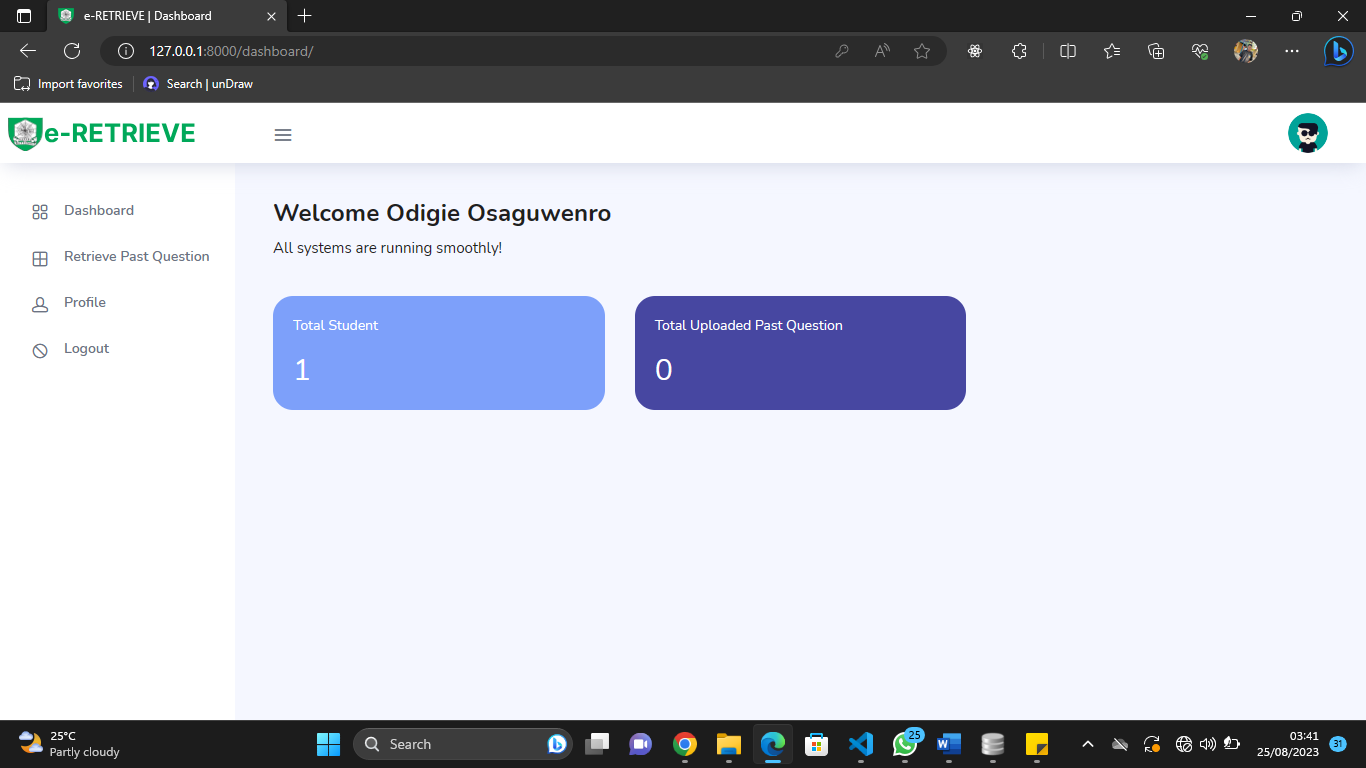 e-RETRIEVE | Dashboard
127.0.0.1:8000/dashboard/
Import favorites
Search | unDraw
e-RETRIEVE
Dashboard
Retrieve Past Question
Profile
Logout
Welcome Odigie Osaguwenro
All systems are running smoothly!
Total Student
1
Total Uploaded Past Question
0
25°C
Partly cloudy
Search
25
03:41
25/08/2023
31